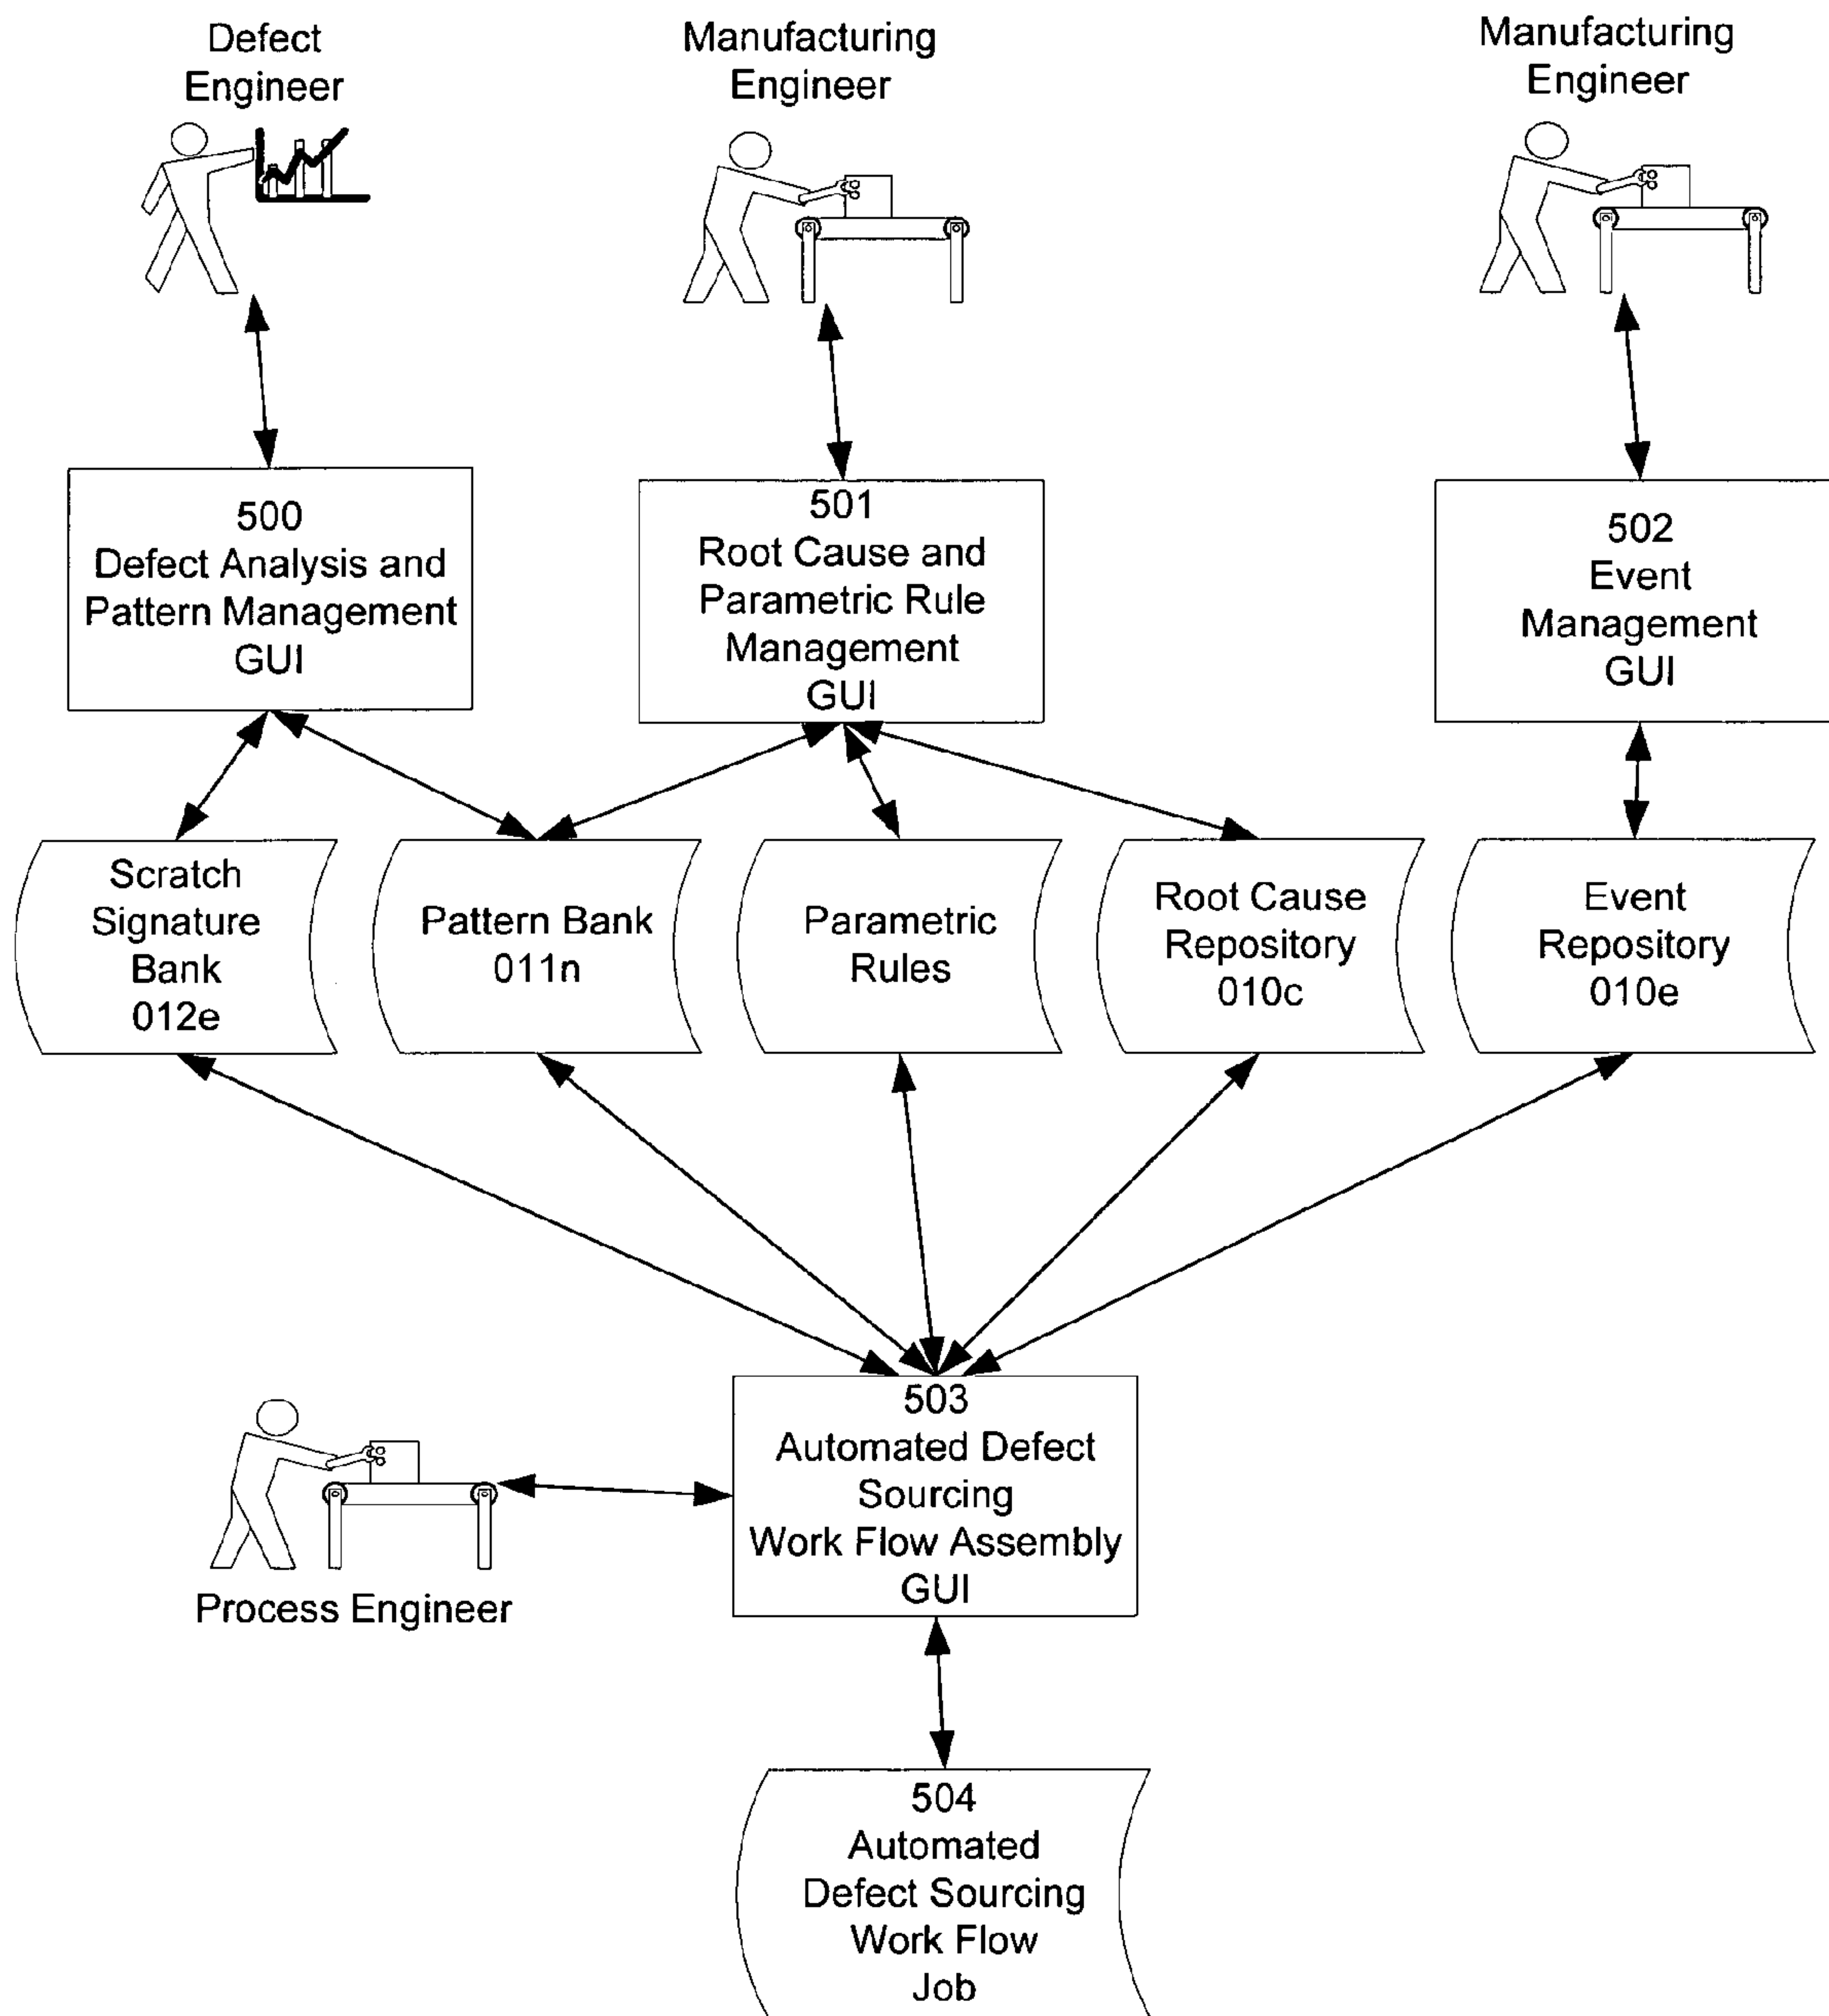 Defect
Engineer
Manufacturing
Engineer
Manufacturing
Engineer
500
Defect Analysis and
Pattern Management
GUI
501
Root Cause and
Parametric Rule
Management
GUI
502
Event
Management
GUI
Scratch
Signature
Bank
012e
Pattern Bank
011n
Parametric
Rules
Root Cause
Repository
010c
Event
Repository
010e
503
Automated Defect
Sourcing
Work Flow Assembly
GUI
Process Engineer
504
Automated
Defect Sourcing
Work Flow
Job